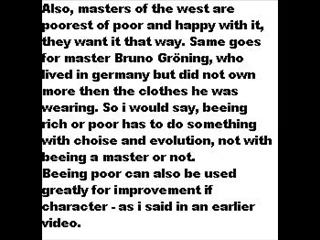 Also, masters of the west are
poorest of poor and happy with it,
they want it that way. Same goes
for master Bruno Gröning, who
lived in germany but did not own
more then the clothes he was
wearing. So i would say, beeing
rich or poor has to do something
with choise and evolution, not with
beeing a master or not.
Beeing poor can also be used
greatly for improvement if
character - as i said in an earlier
video.